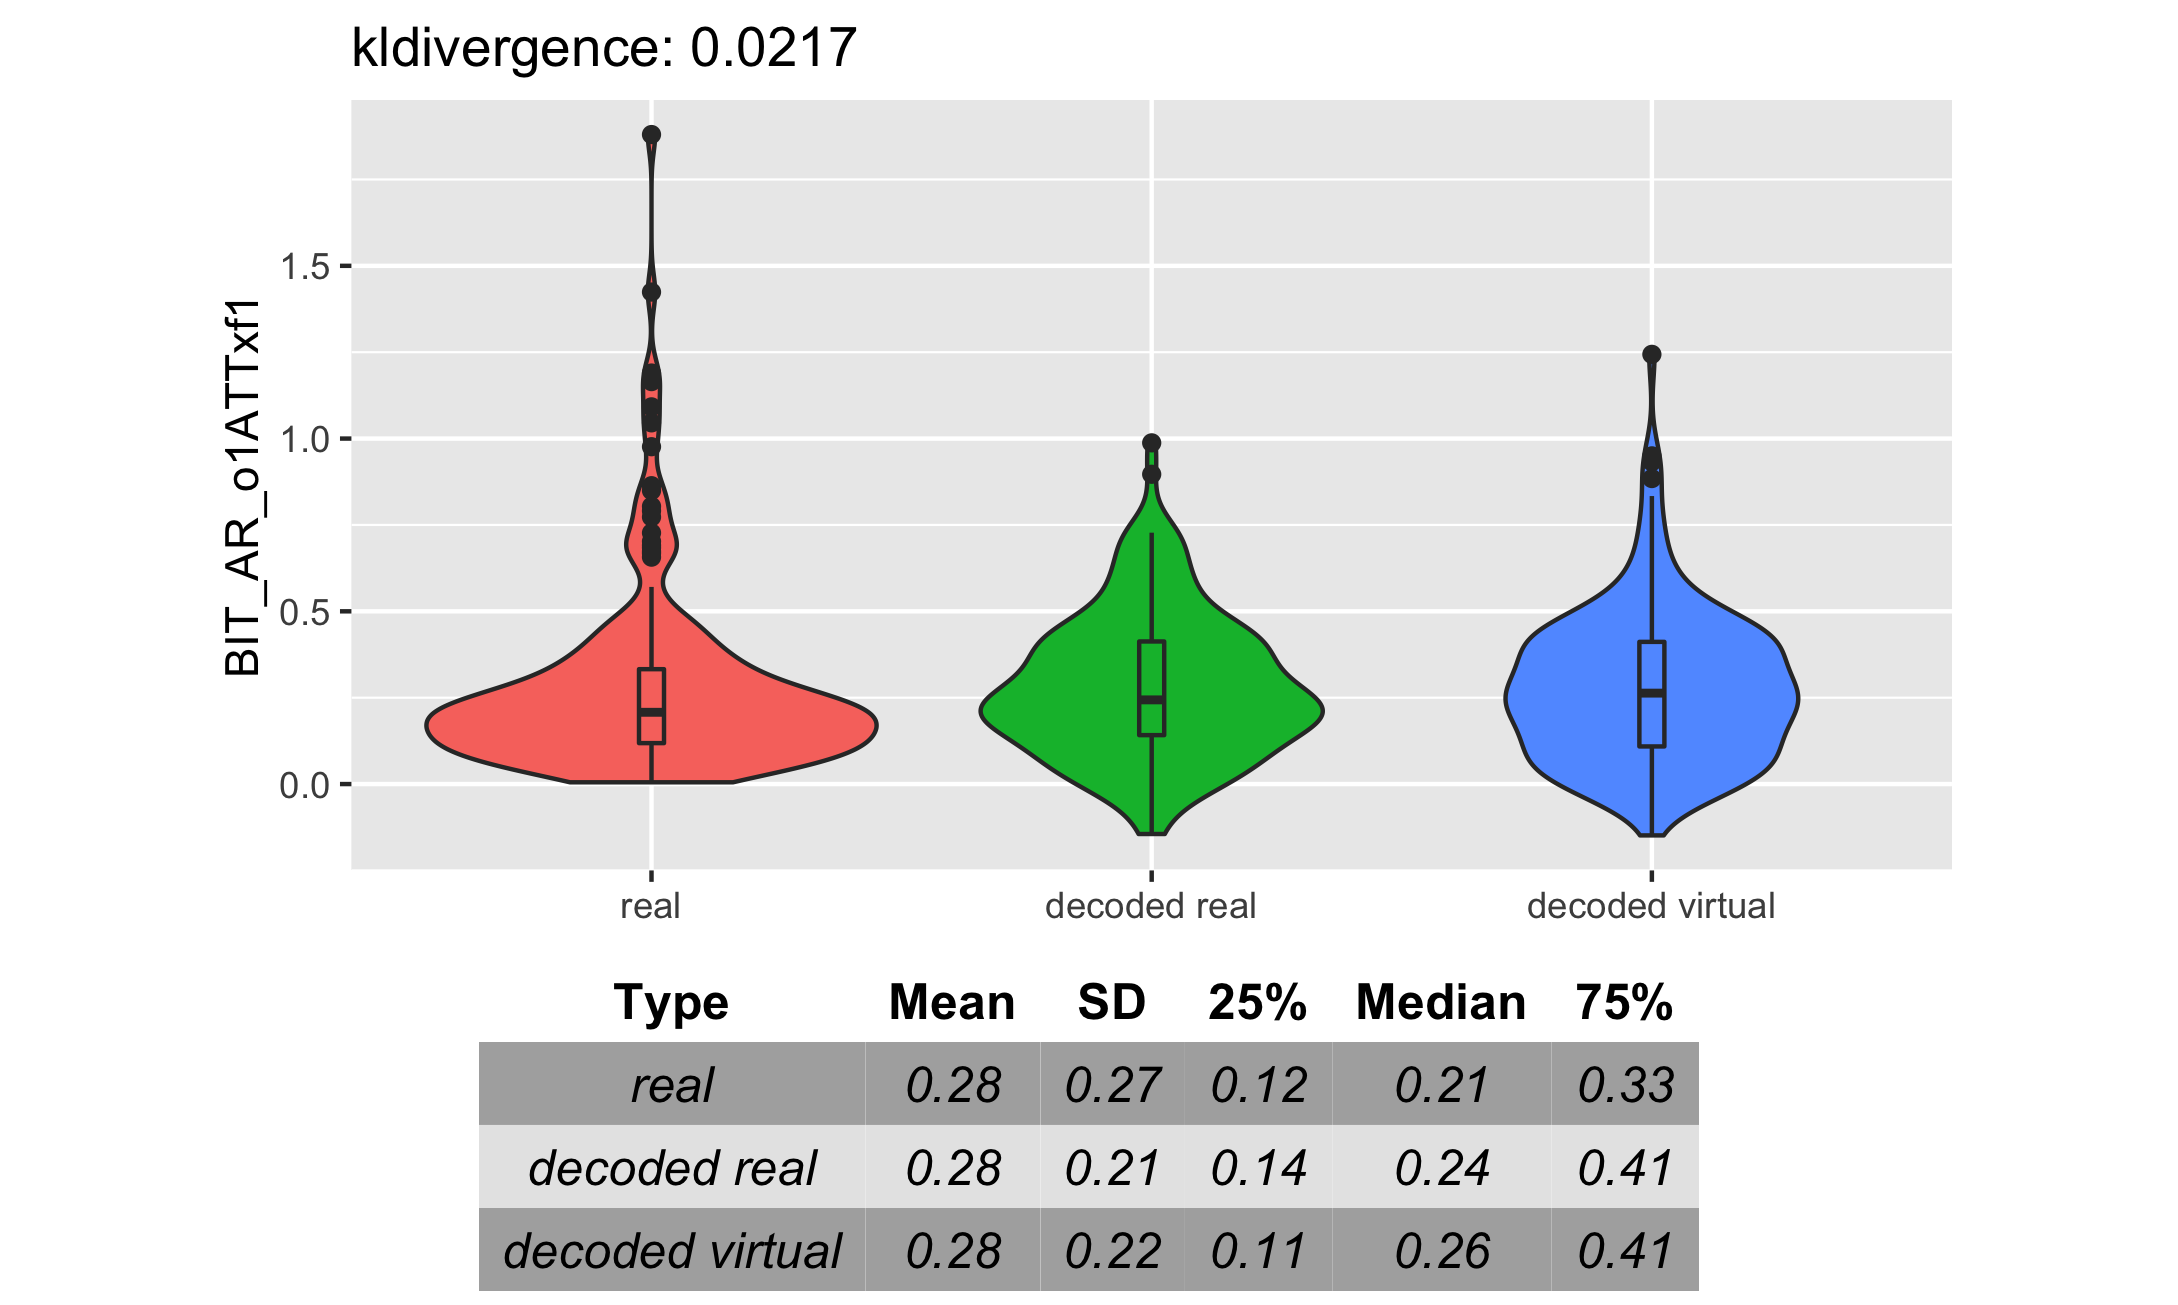 kldivergence: 0.0217
BIT_AR_o1ATTxf1
1.5
1.0
0.5
0.0
real decoded real decoded virtual
Type Mean SD 25% Median 75%
real 0.28 0.27 0.12 0.21 0.33
decoded real 0.28 0.21 0.14 0.24 0.41
decoded virtual 0.28 0.22 0.11 0.26 0.41